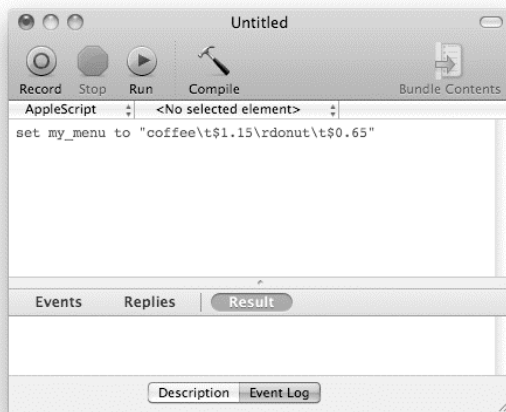 Untitled
Record Stop Run Compile Bundle Contents
AppleScript <No selected element>
set my_menu to "coffee\t$1.15\rdonut\t$0.65"
Events Replies Result
Description Event Log